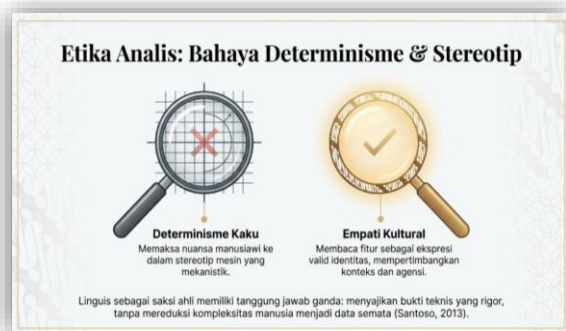 Etika Analis: Bahaya Determinisme & Stereotip
Determinisme Kaku
Memaksa nuansa manusiawi ke
dalam stereotip mesin yang
mekanistik.
Empati Kultural
Membaca fitur sebagai ekspresi
valid identitas, mempertimbangkan
konteks dan agensi.
Linguis sebagai saksi ahli memiliki tanggung jawab ganda: menyajikan bukti teknis yang rigor,
tanpa mereduksi kompleksitas manusia menjadi data semata (Santoso, 2013).